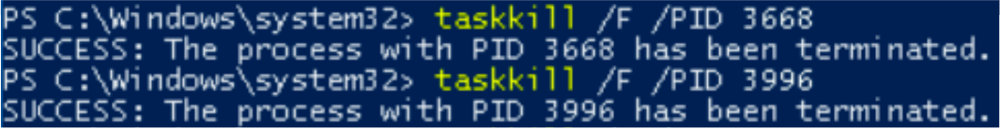 PS C:\Windows\system32> taskkill /F /PID 3668
SUCCESS: The process with PID 3668 has been terminated.
PS C:\Windows\system32> taskkill /F /PID 3996
SUCCESS: The process with PID 3996 has been terminated.